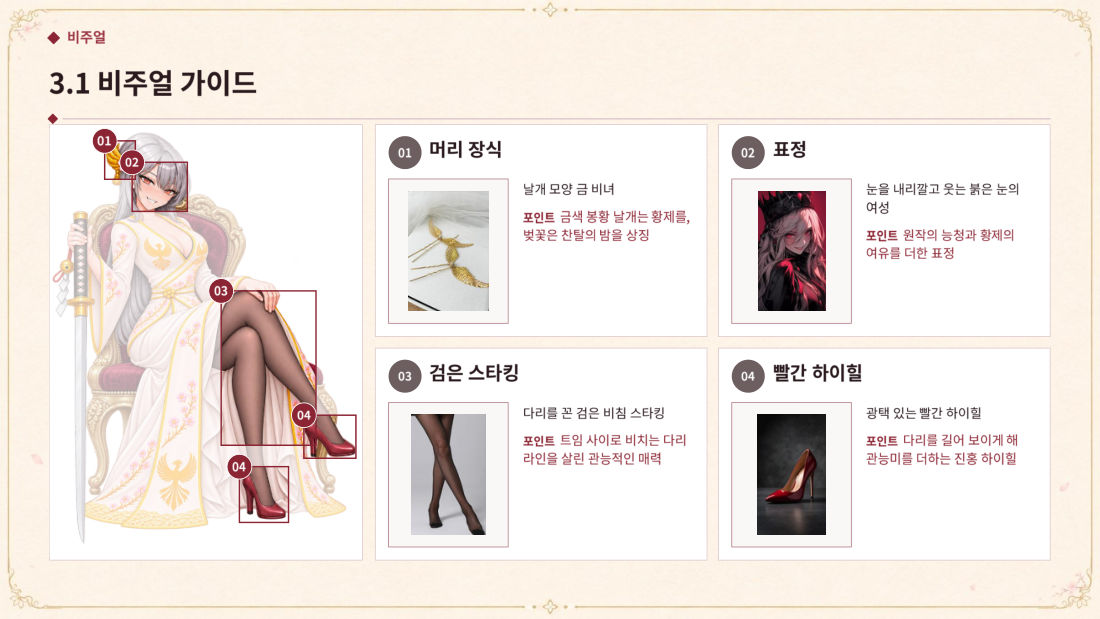 비주얼
3.1 비주얼 가이드
01
02
03
04
04
01 머리 장식
날개 모양 금 비녀
포인트 금색 봉황 날개는 황제를,
벚꽃은 찬탈의 밤을 상징
02 표정
눈을 내리깔고 웃는 붉은 눈의
여성
포인트 원작의 능청과 황제의
여유를 더한 표정
03 검은 스타킹
다리를 꼰 검은 비침 스타킹
포인트 트임 사이로 비치는 다리
라인을 살린 관능적인 매력
04 빨간 하이힐
광택 있는 빨간 하이힐
포인트 다리를 길어 보이게 해
관능미를 더하는 진홍 하이힐